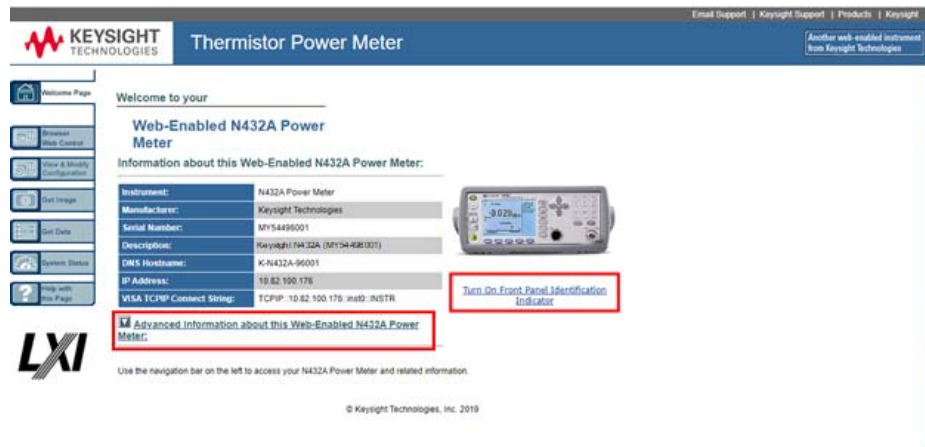 Email Support | Keysight Support | Products | Keysight
KEYSIGHT
TECHNOLOGIES
Thermistor Power Meter
Another web-enabled instrument
from Keysight Technologies
Welcome Page
Browser
Web Control
View & Modify
Configuration
Get Image
Get Data
System Status
Help with
this Page
LXI
Welcome to your
Web-Enabled N432A Power
Meter
Information about this Web-Enabled N432A Power Meter:
Instrument: N432A Power Meter
Manufacturer: Keysight Technologies
Serial Number: MY54496001
Description: Keysight N432A (MY54496001)
DNS Hostname: K-N432A-96001
IP Address: 10.82.100.176
VISA TCPIP Connect String: TCPIP::10.82.100.176::inst0::INSTR
Advanced information about this Web-Enabled N432A Power
Meter:
Turn On Front Panel Identification
Indicator
Use the navigation bar on the left to access your N432A Power Meter and related information.
© Keysight Technologies, Inc. 2019